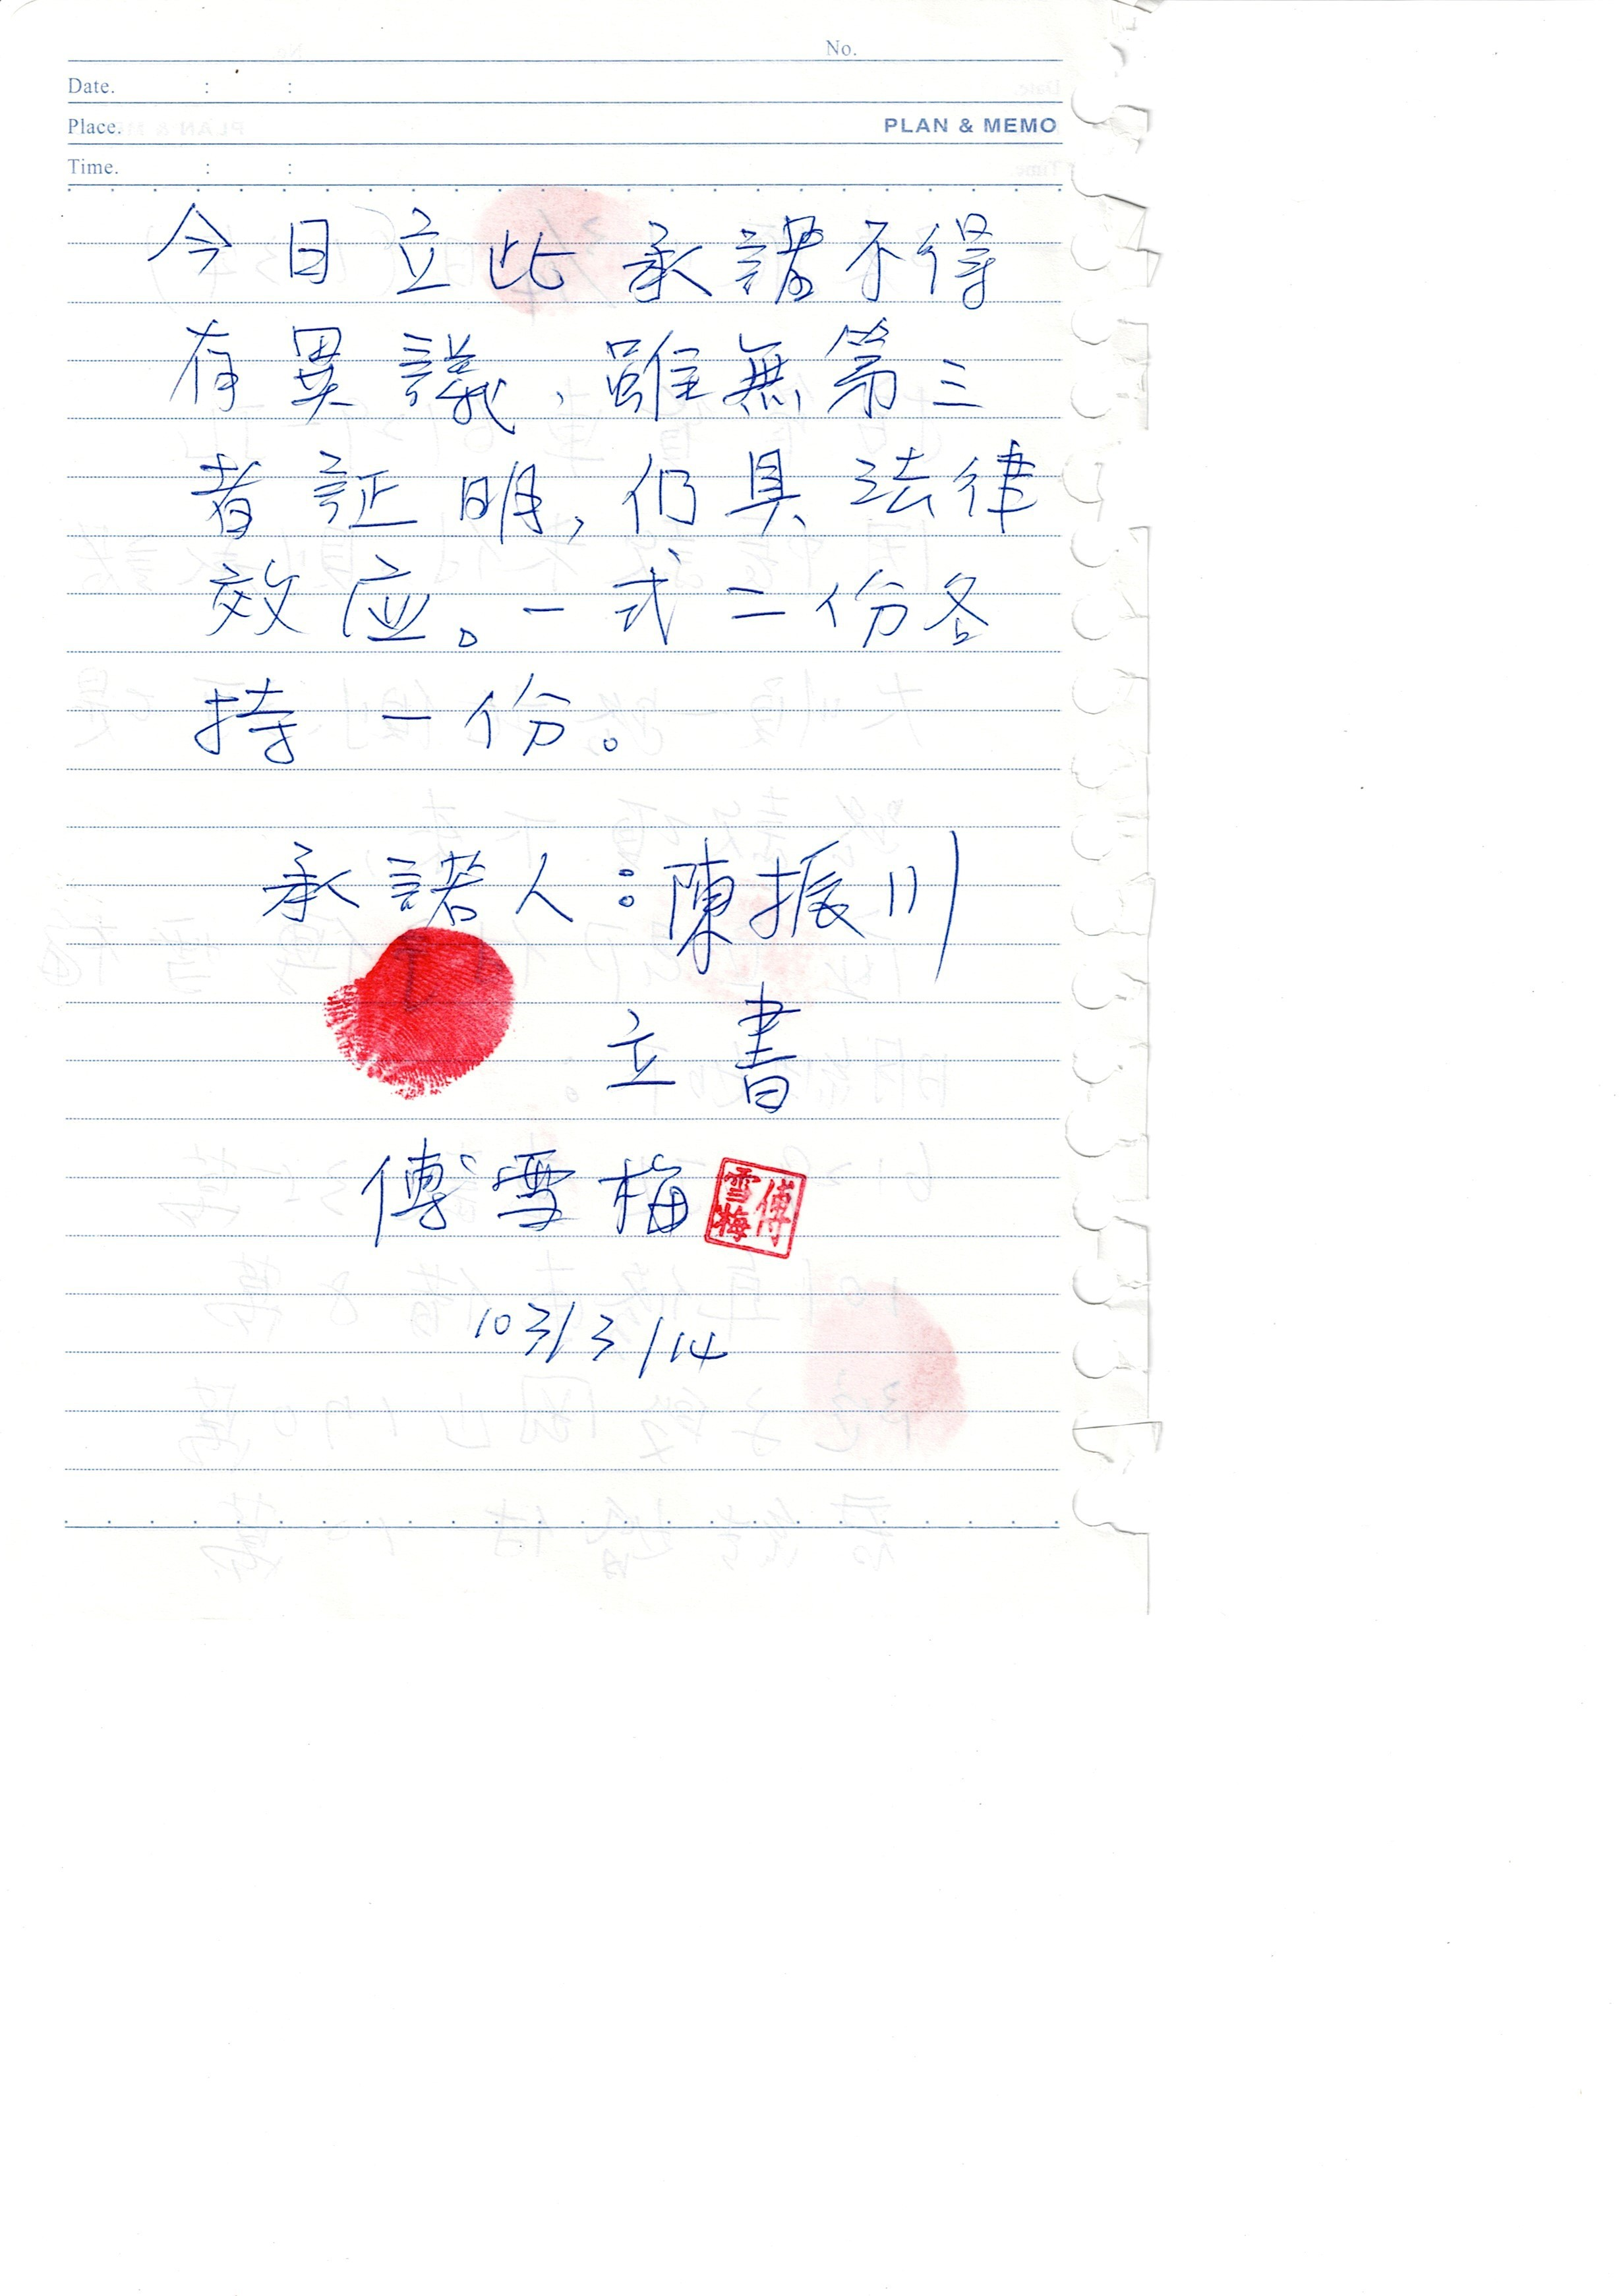 No.
Date. : :
Place. PLAN & MEMO
Time. : :
今日立此承諾不得
有異議、雖無第三
者証明,仍具法律
效应。一式二份各
持一份。
承諾人:陳振川
立書
傅雪梅 傅雪梅
103/3/14